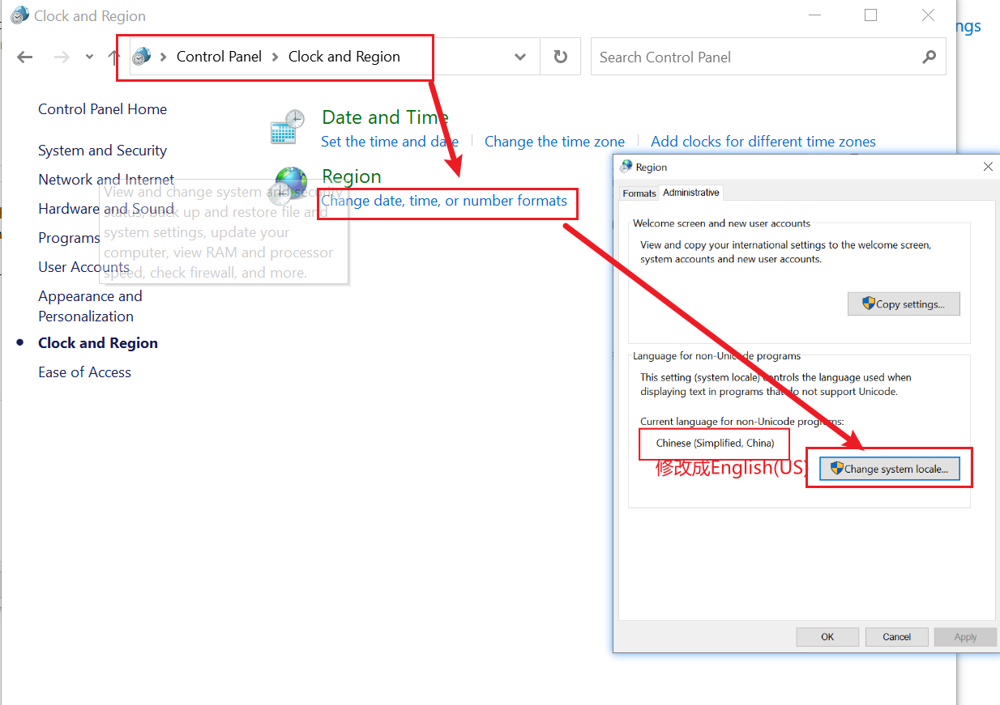 Clock and Region
ngs
Control Panel > Clock and Region
Search Control Panel
Control Panel Home
System and Security
Network and Internet
Hardware and Sound
Programs
User Accounts
Appearance and
Personalization
Clock and Region
Ease of Access
View and change system and security
status, back up and restore file and
system settings, update your
computer, view RAM and processor
speed, check firewall, and more.
Date and Time
Set the time and date
Change the time zone
Add clocks for different time zones
Region
Change date, time, or number formats
Region
Formats
Administrative
Welcome screen and new user accounts
View and copy your international settings to the welcome screen,
system accounts and new user accounts.
Copy settings...
Language for non-Unicode programs
This setting (system locale) controls the language used when
displaying text in programs that do not support Unicode.
Current language for non-Unicode programs:
Chinese (Simplified, China)
修改成English(US)
Change system locale...
OK
Cancel
Apply